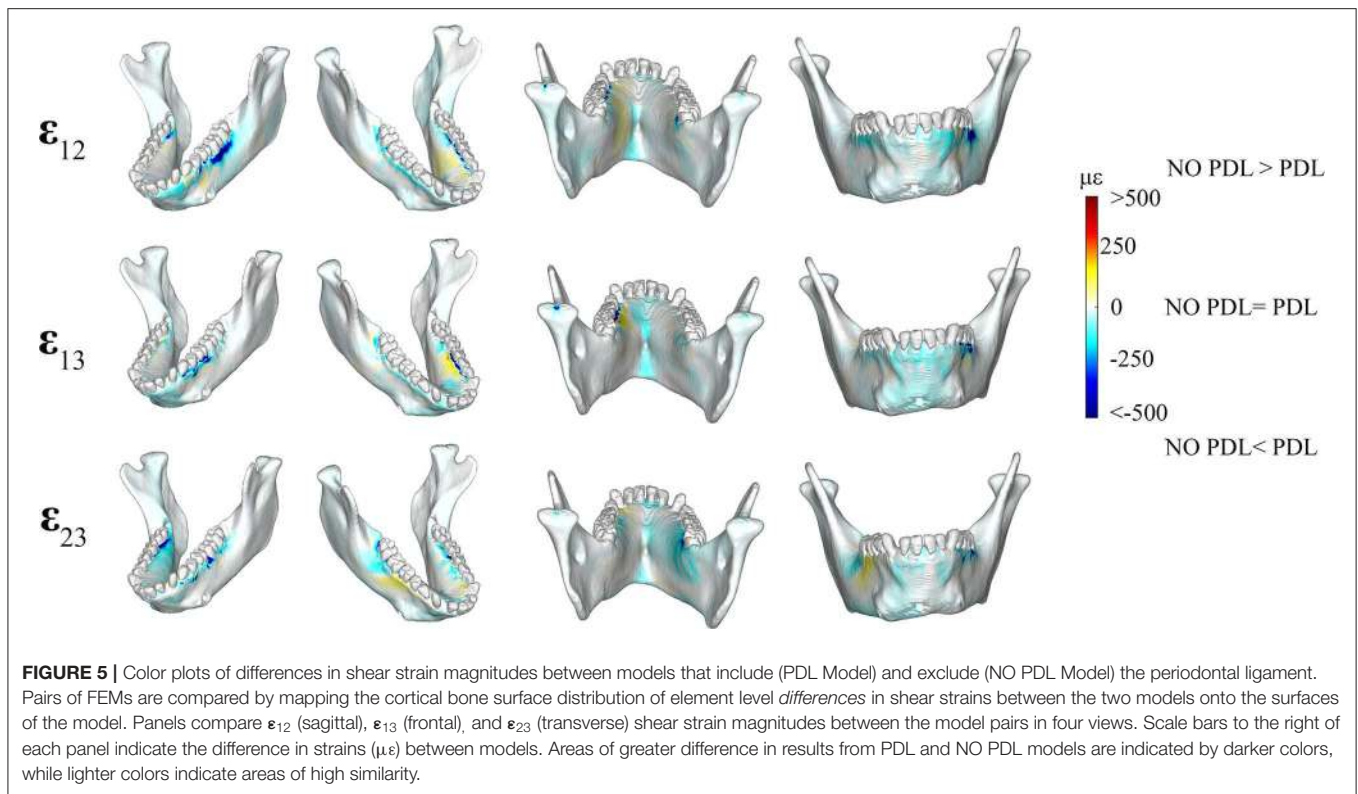 ε12
ε13
ε23
με
>500
250
0
-250
<-500
NO PDL > PDL
NO PDL= PDL
NO PDL< PDL
FIGURE 5 | Color plots of differences in shear strain magnitudes between models that include (PDL Model) and exclude (NO PDL Model) the periodontal ligament.
Pairs of FEMs are compared by mapping the cortical bone surface distribution of element level differences in shear strains between the two models onto the surfaces
of the model. Panels compare ε12 (sagittal), ε13 (frontal), and ε23 (transverse) shear strain magnitudes between the model pairs in four views. Scale bars to the right of
each panel indicate the difference in strains (με) between models. Areas of greater difference in results from PDL and NO PDL models are indicated by darker colors,
while lighter colors indicate areas of high similarity.